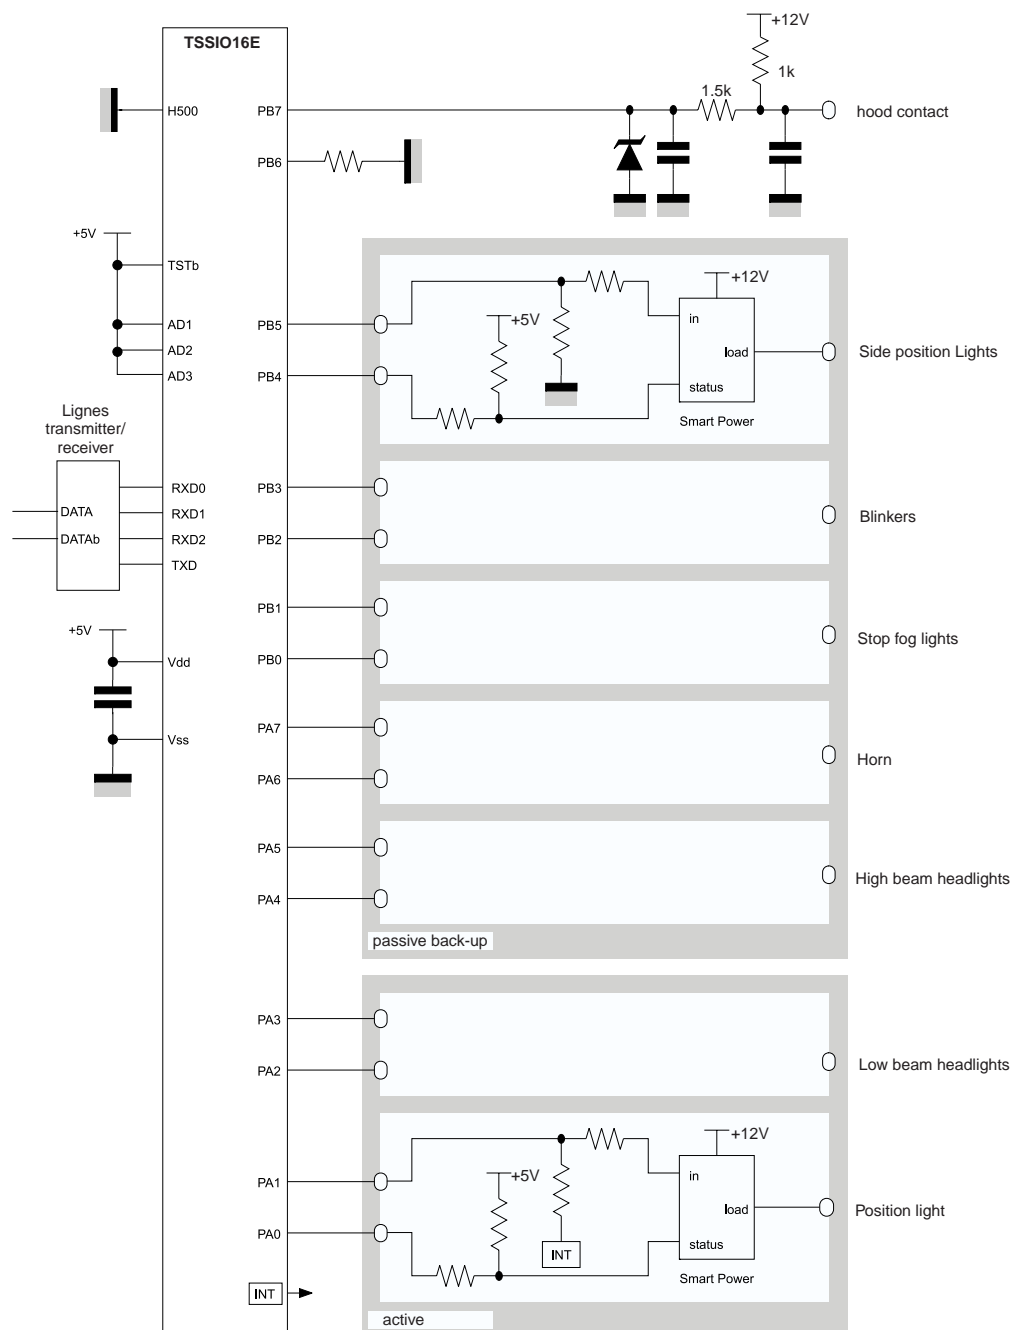 TSSIO16E
+12V
1k
1.5k
H500
PB7
hood contact
PB6
+5V
TSTb
+12V
AD1
PB5
+5V
in
AD2
load
Side position Lights
AD3
PB4
status
Smart Power
Lignes
transmitter/
receiver
RXD0
PB3
DATA
RXD1
Blinkers
DATAb
RXD2
PB2
TXD
PB1
+5V
Stop fog lights
Vdd
PB0
PA7
Vss
Horn
PA6
PA5
High beam headlights
PA4
passive back-up
PA3
Low beam headlights
PA2
+12V
PA1
+5V
in
load
Position light
PA0
INT
status
Smart Power
INT
active